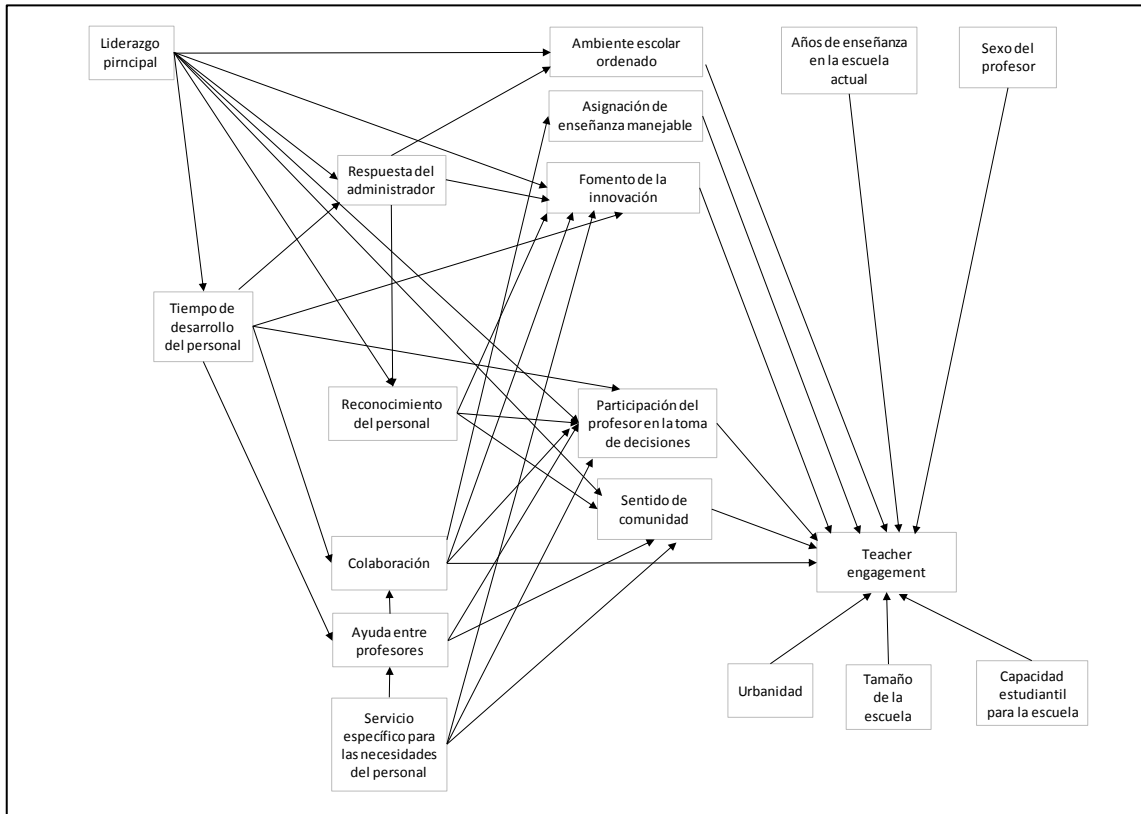 Liderazgo
pirncipal
Ambiente escolar
ordenado
Años de enseñanza
en la escuela
actual
Sexo del
profesor
Asignación de
enseñanza manejable
Respuesta del
administrador
Fomento de la
innovación
Tiempo de
desarrollo
del personal
Reconocimiento
del personal
Participación del
profesor en la toma
de decisiones
Sentido de
comunidad
Colaboración
Teacher
engagement
Ayuda entre
profesores
Urbanidad
Tamaño
de la
escuela
Capacidad
estudiantil
para la escuela
Servicio
específico para
las necesidades
del personal